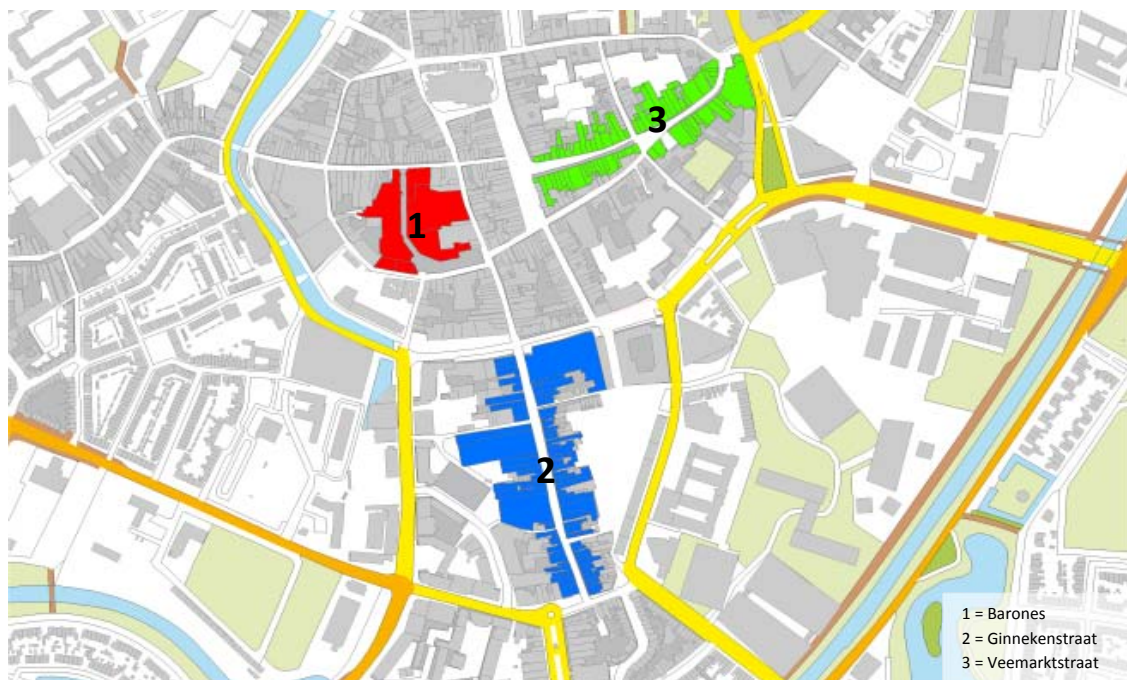 3
1
2
1 = Barones
2 = Ginnekenstraat
3 = Veemarktstraat